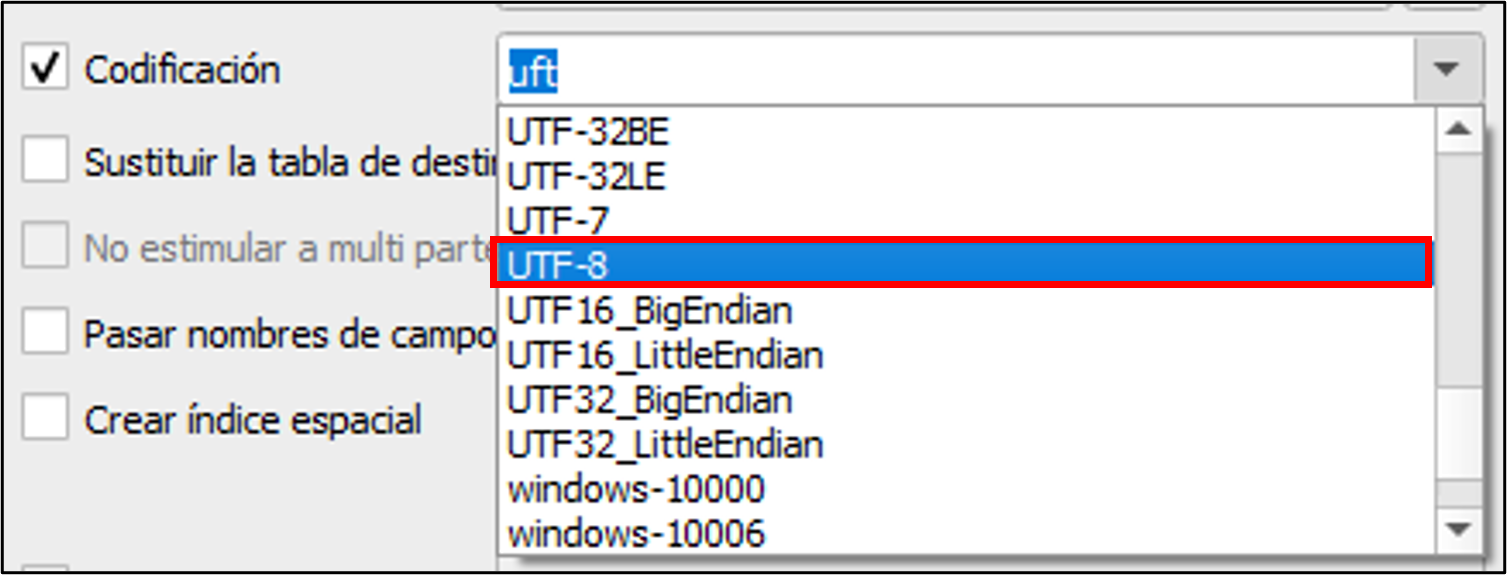 Codificación
uft
UTF-32BE
Sustituir la tabla de desti
UTF-32LE
UTF-7
No estimular a multi part
UTF-8
UTF16_BigEndian
Pasar nombres de campo
UTF16_LittleEndian
UTF32_BigEndian
Crear índice espacial
UTF32_LittleEndian
windows-10000
windows-10006